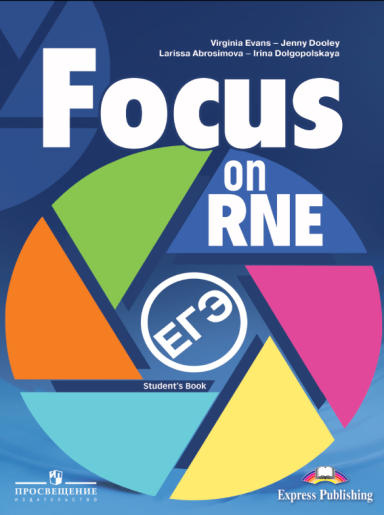 Virginia Evans – Jenny Dooley
Larissa Abrosimova – Irina Dolgopolskaya
Focus
on
RNE
ЕГЭ
Student's Book
ПРОСВЕЩЕНИЕ
ИЗДАТЕЛЬСТВО
Express Publishing